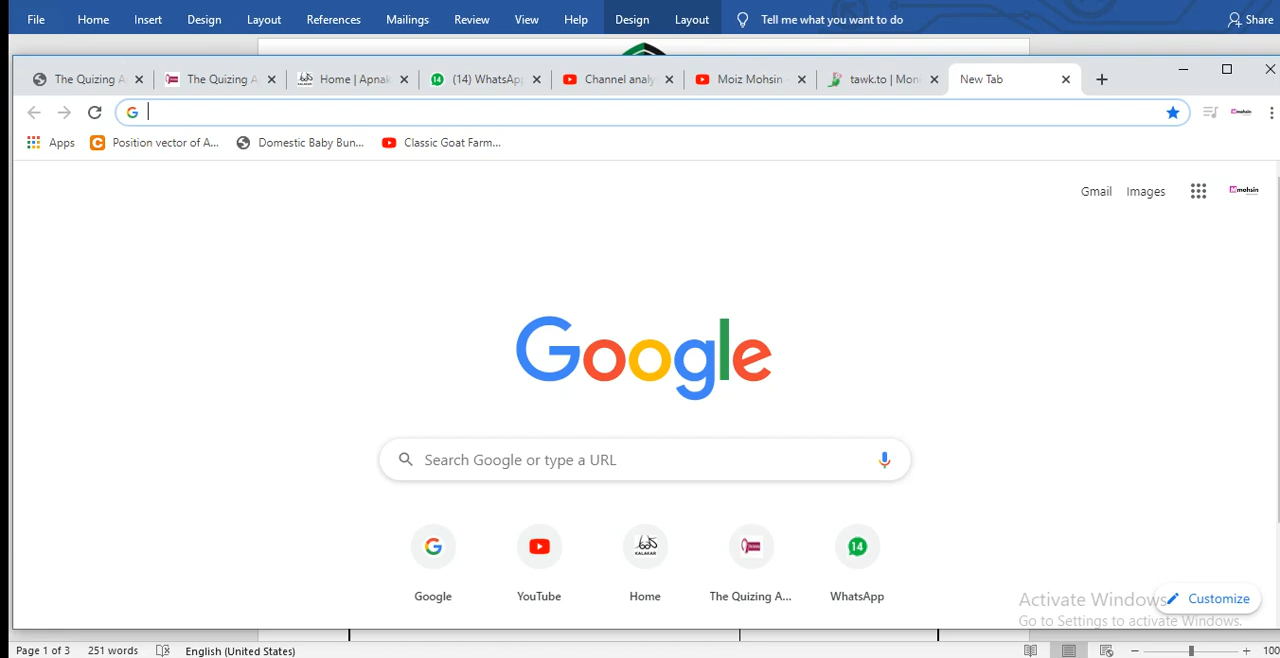 File Home Insert Design Layout References Mailings Review View Help Design Layout Tell me what you want to do Share
The Quizing A The Quizing A Home | Apnak (14) WhatsApp Channel analy Moiz Mohsin - tawk.to | Mon New Tab
Apps Position vector of A... Domestic Baby Bun... Classic Goat Farm...
Gmail Images Mmohsin
Google
Search Google or type a URL
KALAKAR 14
Google YouTube Home The Quizing A... WhatsApp
Activate Windows Customize
Go to Settings to activate Windows.
Page 1 of 3 251 words English (United States) 100